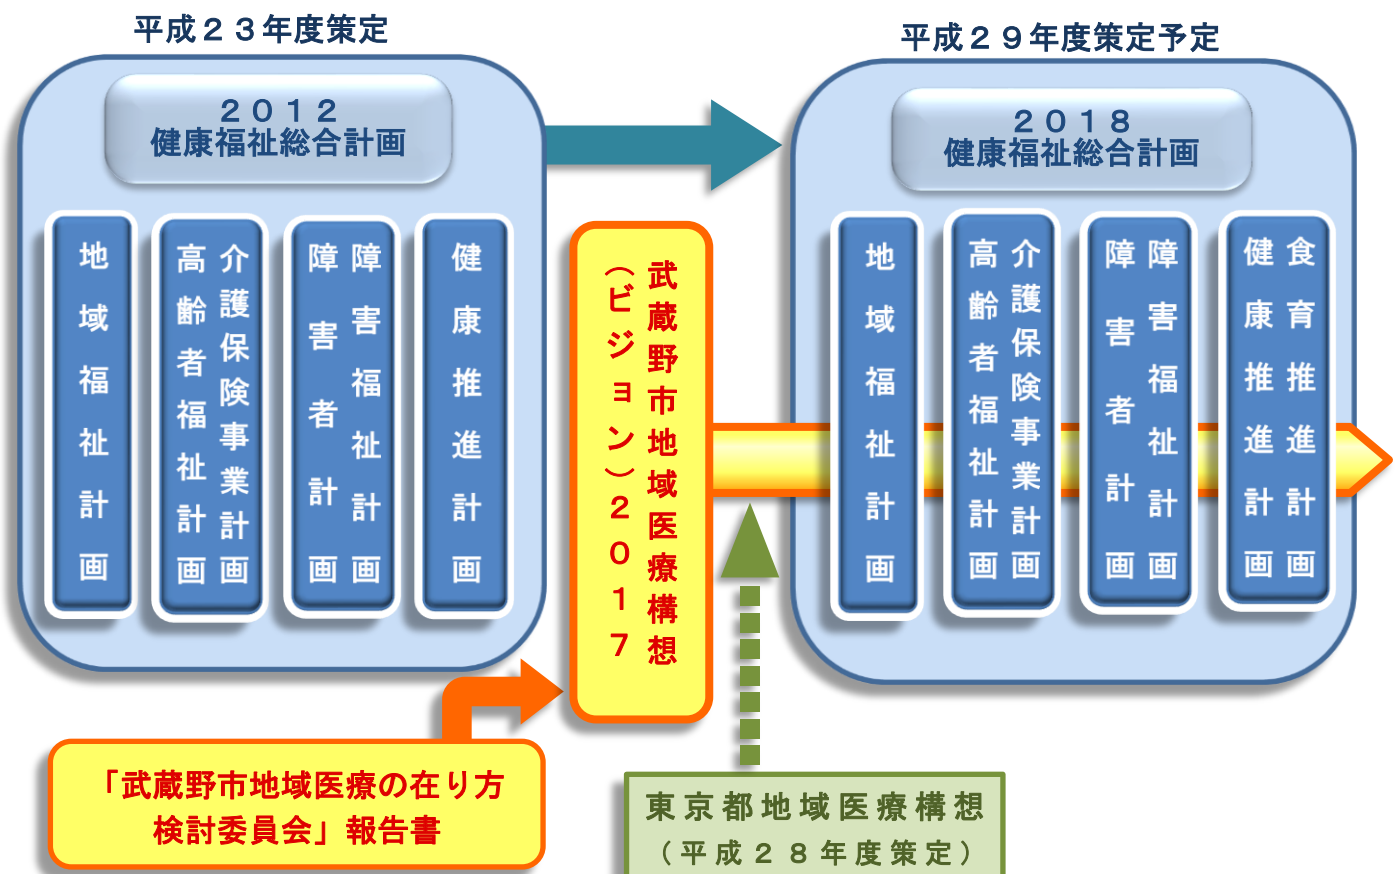 平成２３年度策定
２０１２
健康福祉総合計画
地域福祉計画
介護保険事業計画
高齢者福祉計画
障害福祉計画
障害者計画
健康推進計画
武蔵野市地域医療構想
（ビジョン）２０１７
「武蔵野市地域医療の在り方
検討委員会」報告書
東京都地域医療構想
（平成２８年度策定）
平成２９年度策定予定
２０１８
健康福祉総合計画
地域福祉計画
介護保険事業計画
高齢者福祉計画
障害福祉計画
障害者計画
食育推進計画
健康推進計画